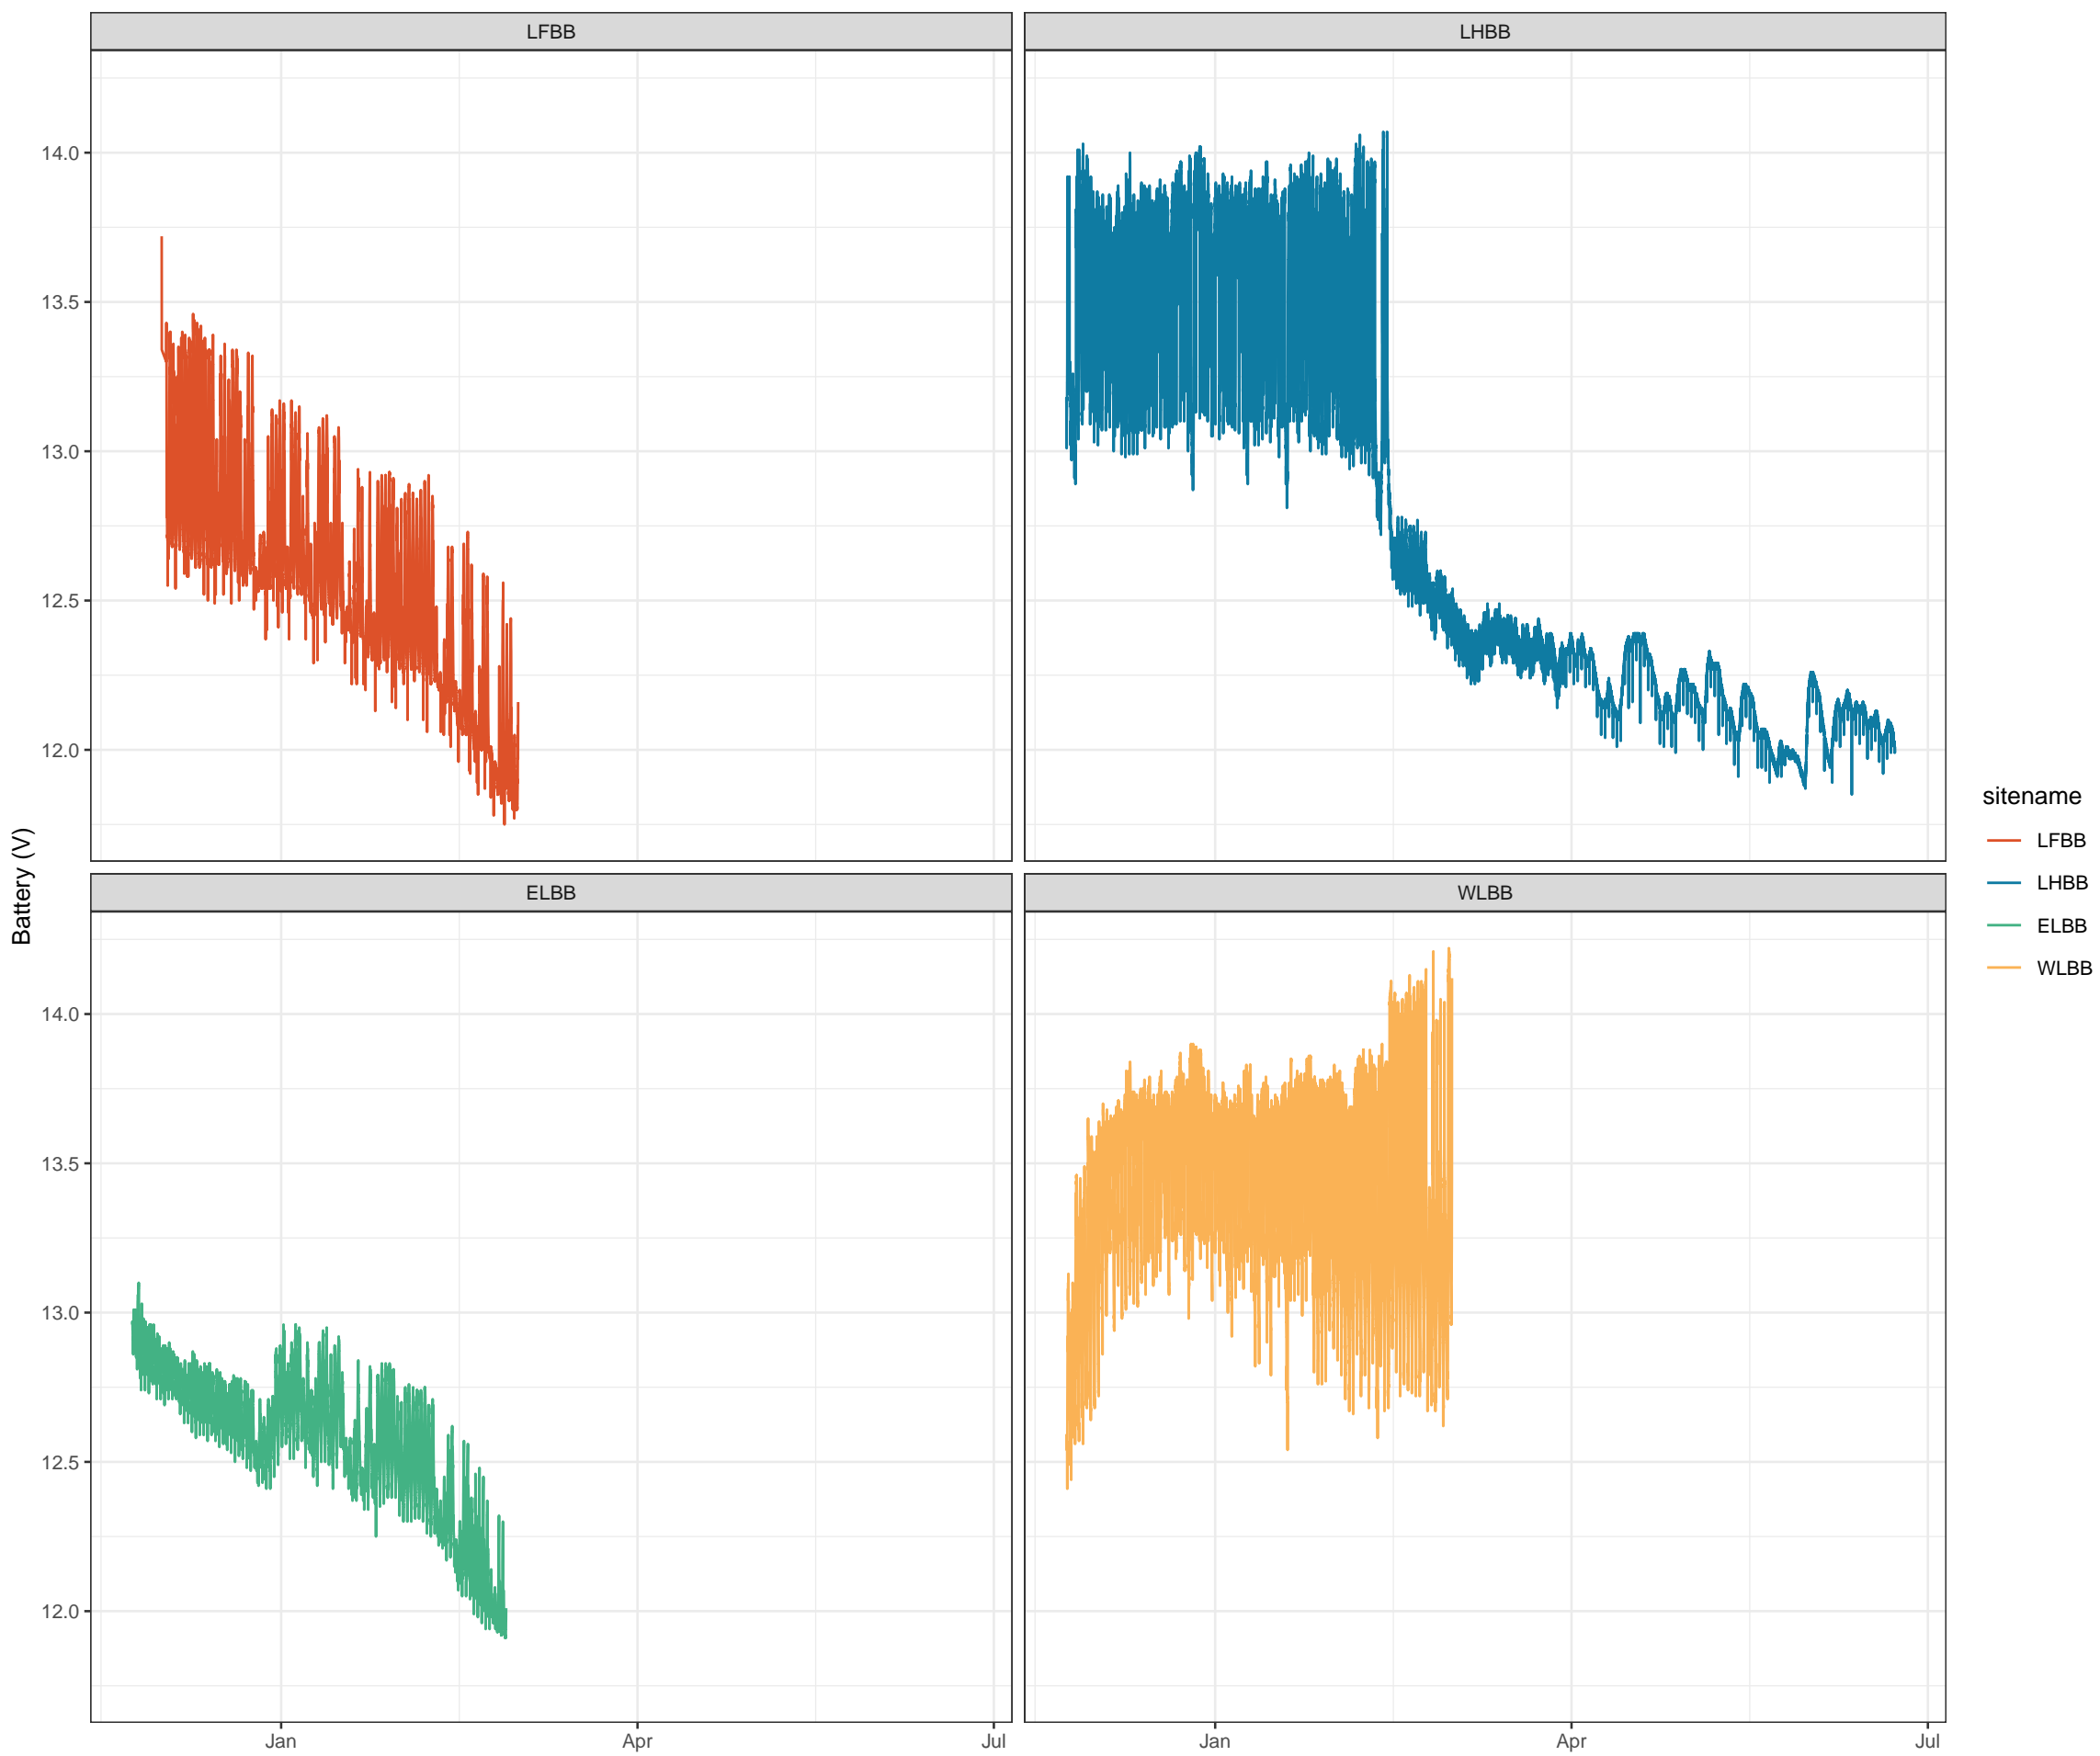 LFBB
LHBB
14.0
13.5
13.0
12.5
12.0
ELBB
WLBB
14.0
13.5
13.0
12.5
12.0
Jan
Apr
Jul
Jan
Apr
Jul
Battery (V)
sitename
LFBB
LHBB
ELBB
WLBB